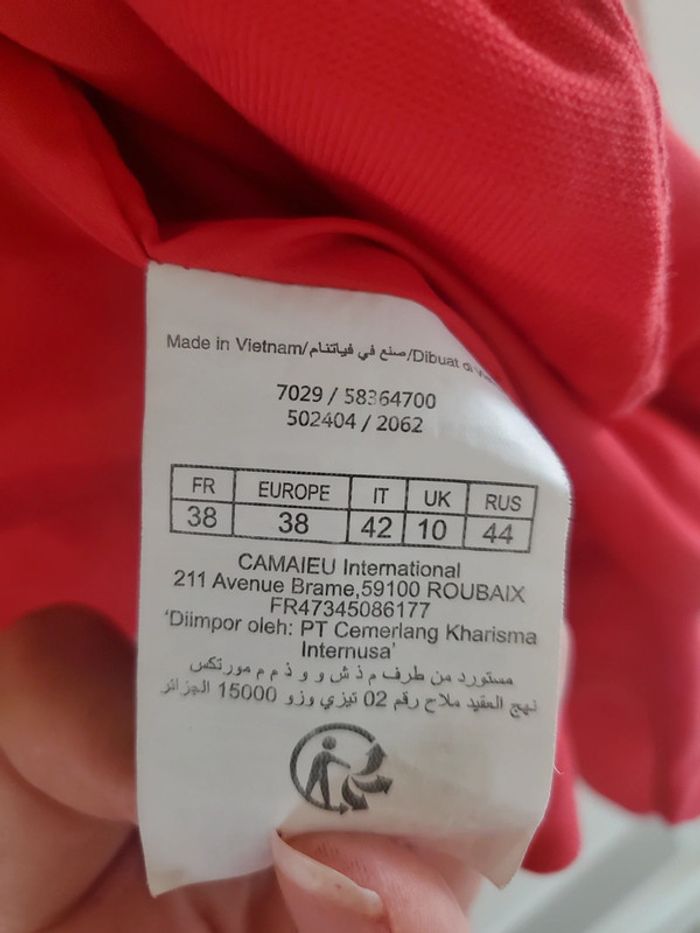 Made in Vietnam/صنع في فياتنام/Dibuat di
7029 / 58364700
502404 / 2062
FR EUROPE IT UK RUS
38 38 42 10 44
CAMAIEU International
211 Avenue Brame,59100 ROUBAIX
FR47345086177
‘Diimpor oleh: PT Cemerlang Kharisma
Internusa’
مستورد من طرف م ذ ش و و ذ م م مورتكس
نهج العقيد ملاح رقم 02 تيزي وزو 15000 الجزائر